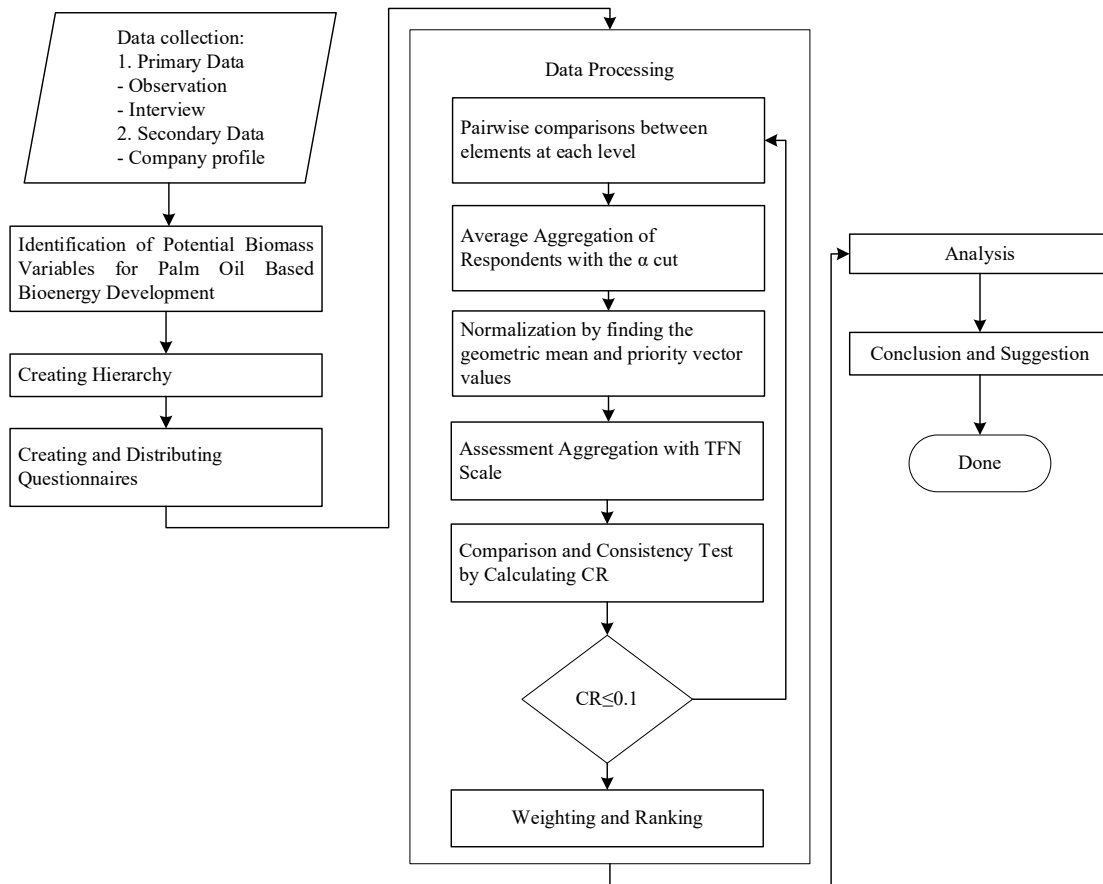 Data collection:
1. Primary Data
- Observation
- Interview
2. Secondary Data
- Company profile
Identification of Potential Biomass
Variables for Palm Oil Based
Bioenergy Development
Creating Hierarchy
Creating and Distributing
Questionnaires
Data Processing
Pairwise comparisons between
elements at each level
Average Aggregation of
Respondents with the α cut
Normalization by finding the
geometric mean and priority vector
values
Assessment Aggregation with TFN
Scale
Comparison and Consistency Test
by Calculating CR
CR≤0.1
Weighting and Ranking
Analysis
Conclusion and Suggestion
Done